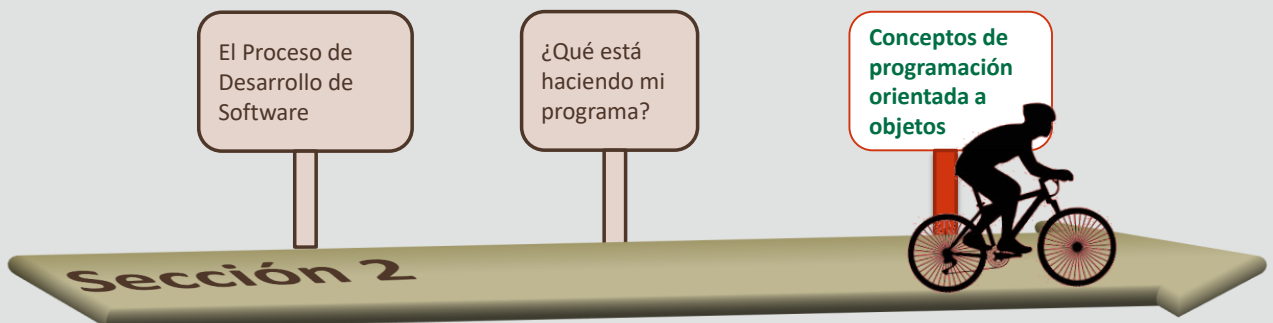 El Proceso de
Desarrollo de
Software
¿Qué está
haciendo mi
programa?
Conceptos de
programación
orientada a
objetos
Sección 2